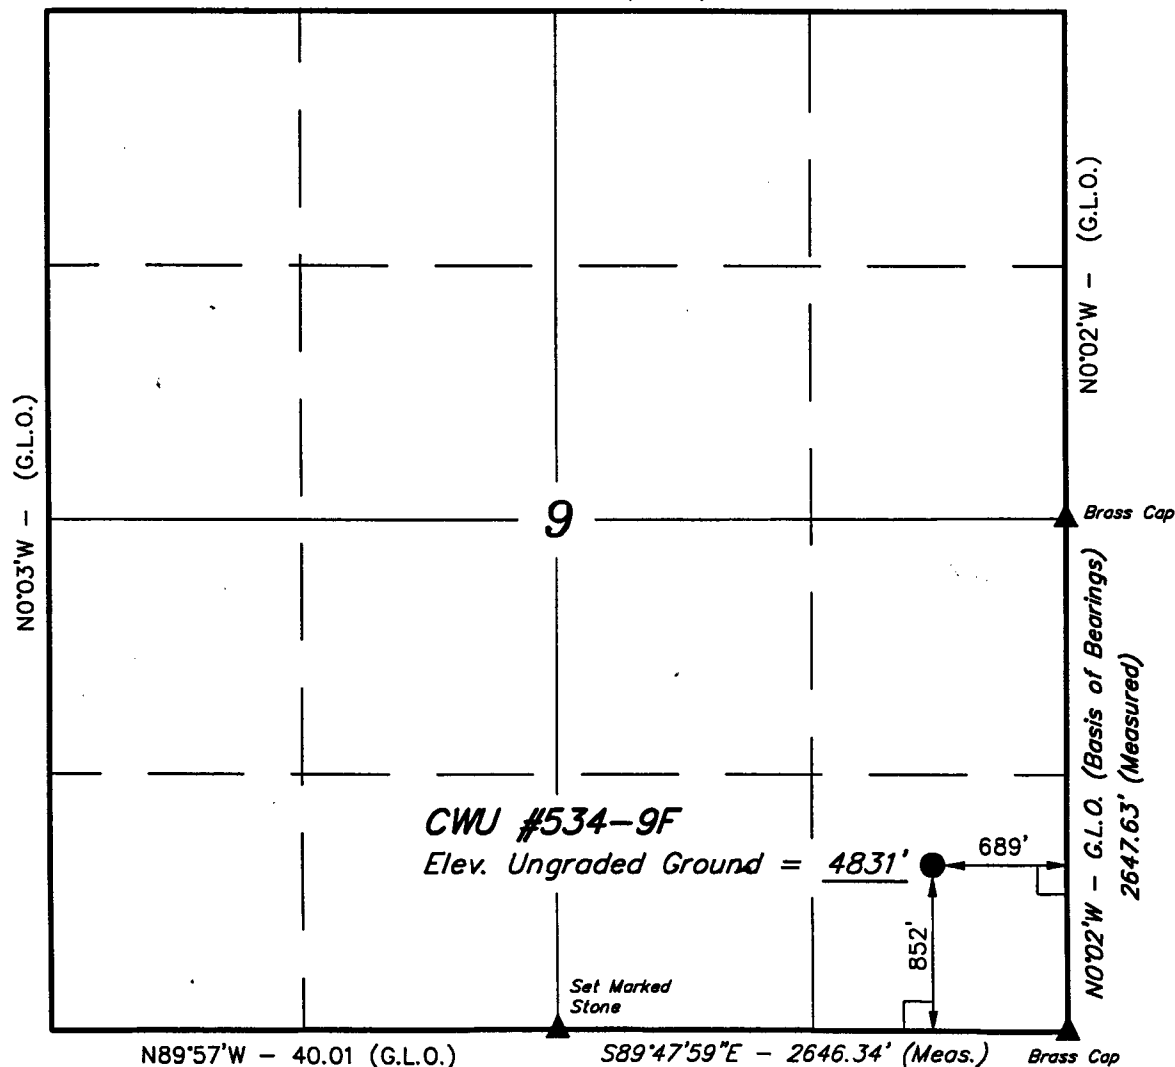 N0°02'W - (G.L.O.)
N0°03'W - (G.L.O.)
9
Brass Cap
N0°02'W - G.L.O. (Basis of Bearings)
2647.63' (Measured)
CWU #534-9F
Elev. Ungraded Ground = 4831'
689'
852'
Set Marked
Stone
N89°57'W - 40.01 (G.L.O.)
S89°47'59"E - 2646.34' (Meas.)
Brass Cap